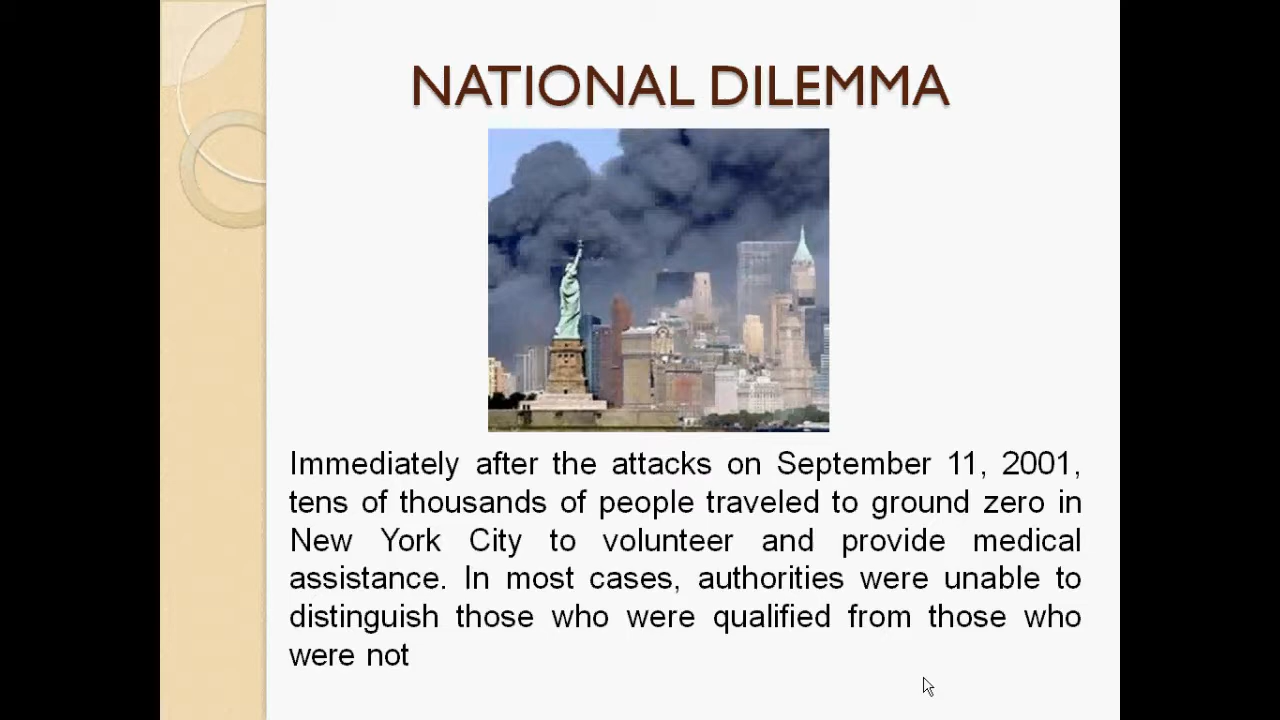 NATIONAL DILEMMA
Immediately after the attacks on September 11, 2001,
tens of thousands of people traveled to ground zero in
New York City to volunteer and provide medical
assistance. In most cases, authorities were unable to
distinguish those who were qualified from those who
were not